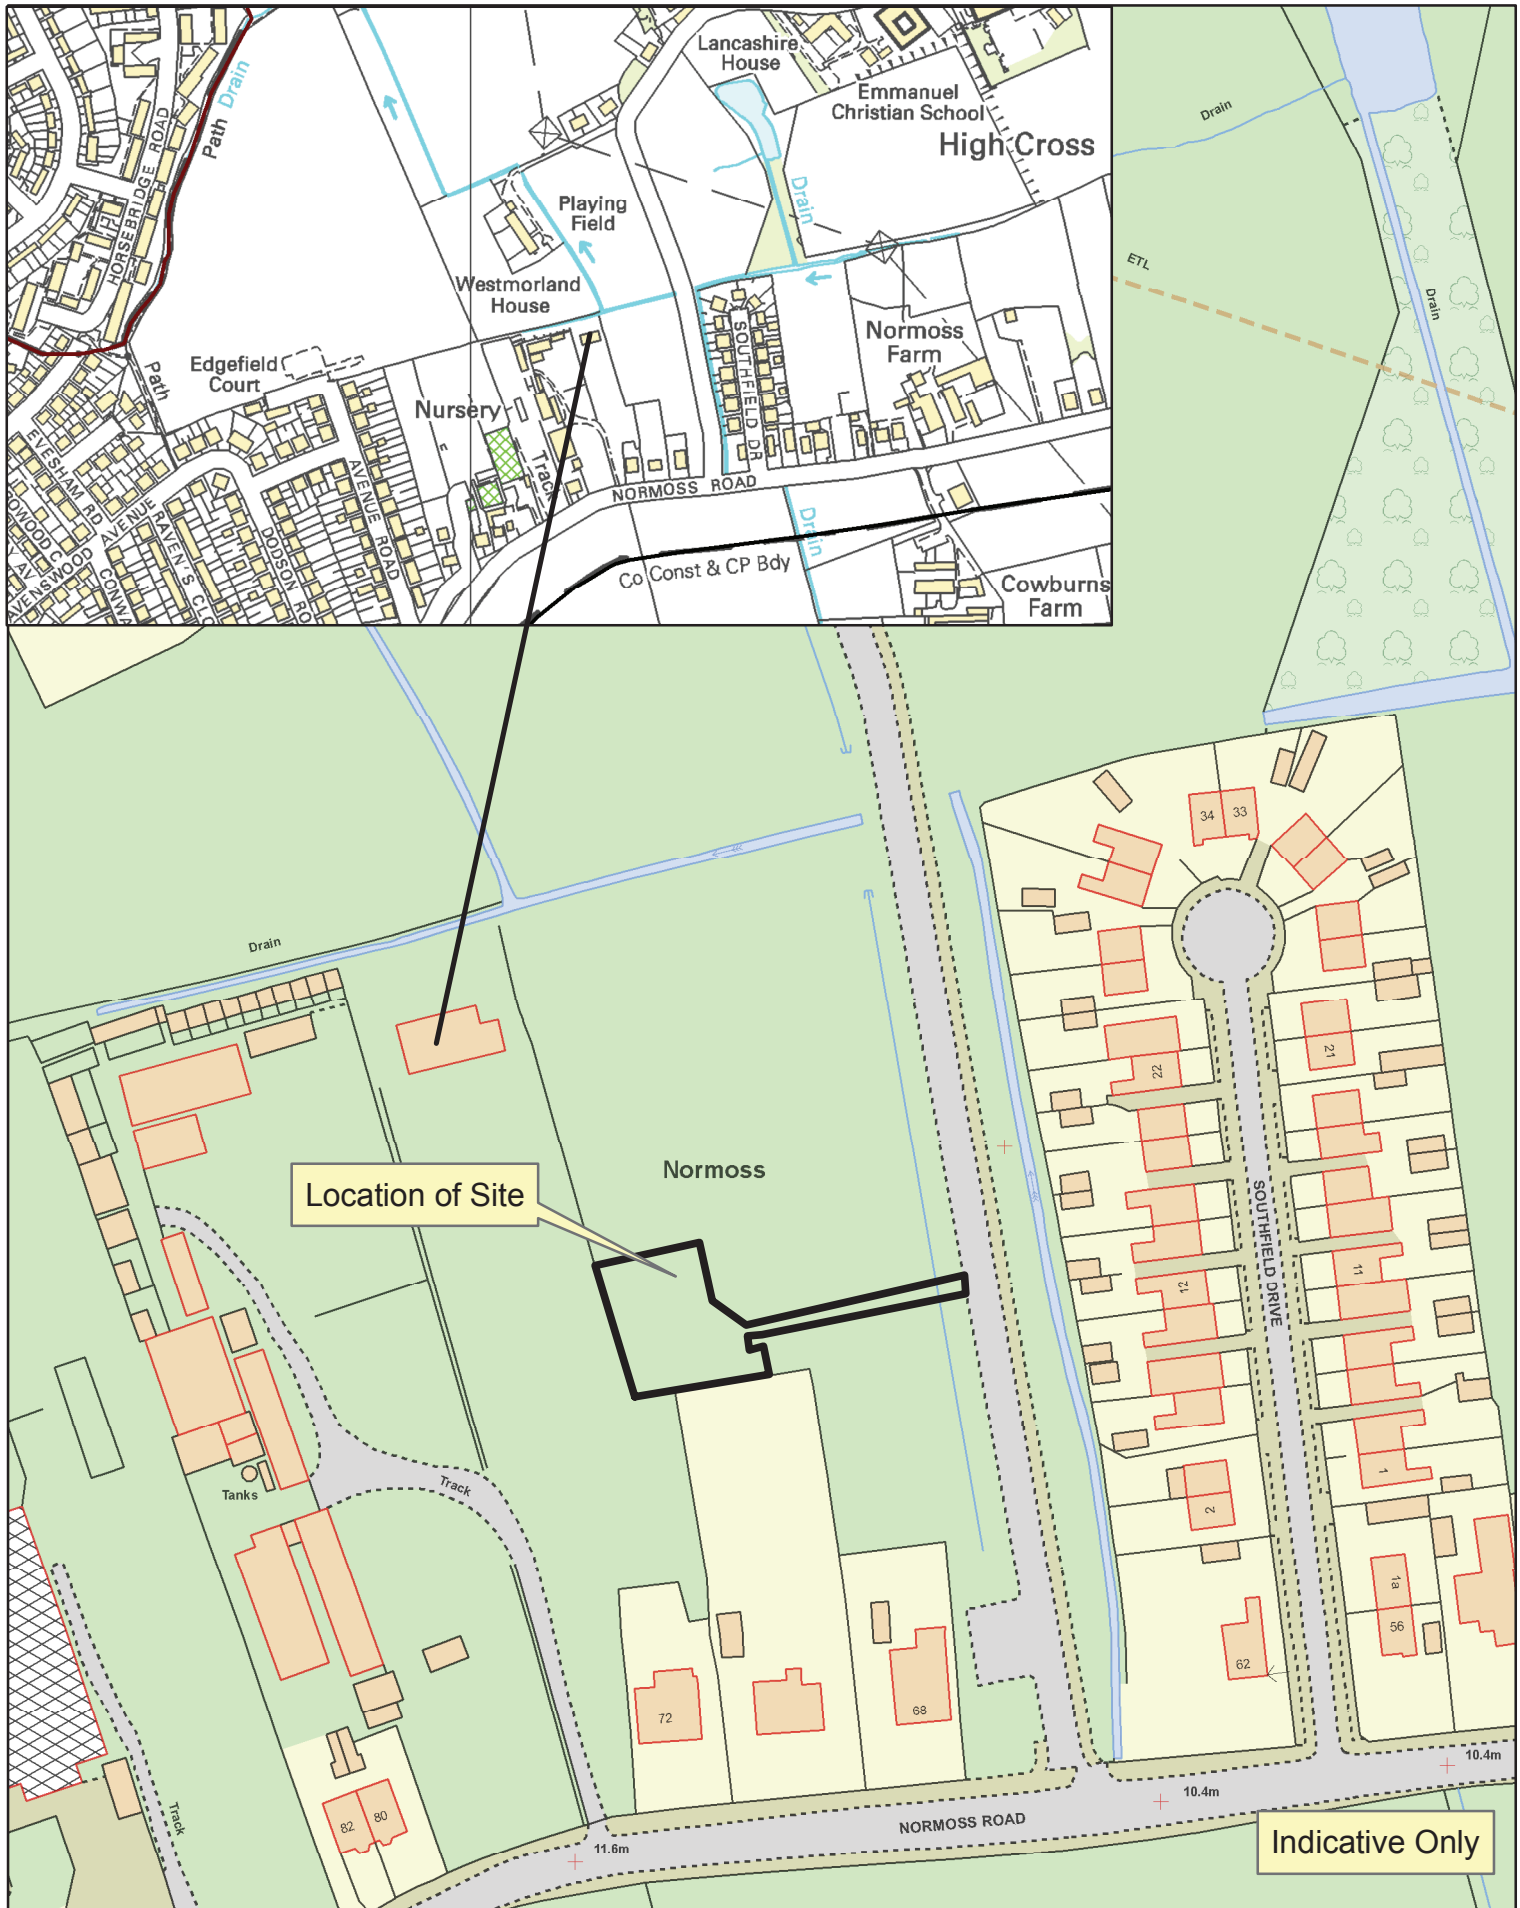 Lancashire
House
Emmanuel
Christian School
High Cross
HORSEBRIDGE ROAD
Path
Drain
Playing
Field
Drain
Westmorland
House
Edgefield
Court
Path
Nursery
Track
SOUTHFIELD DR
Normoss
Farm
NORMOSS ROAD
Drain
Co Const & CP Bdy
Cowburns
Farm
EVESHAM RD
AVENUE
RAVEN'S CLO
DODSON RO
AVENUE ROAD
CONWA
Drain
ETL
Drain
Drain
34
33
22
21
Normoss
Location of Site
SOUTHFIELD DRIVE
12
11
Tanks
Track
1
2
1a
56
62
72
68
82
80
Track
11.6m
NORMOSS ROAD
10.4m
10.4m
Indicative Only